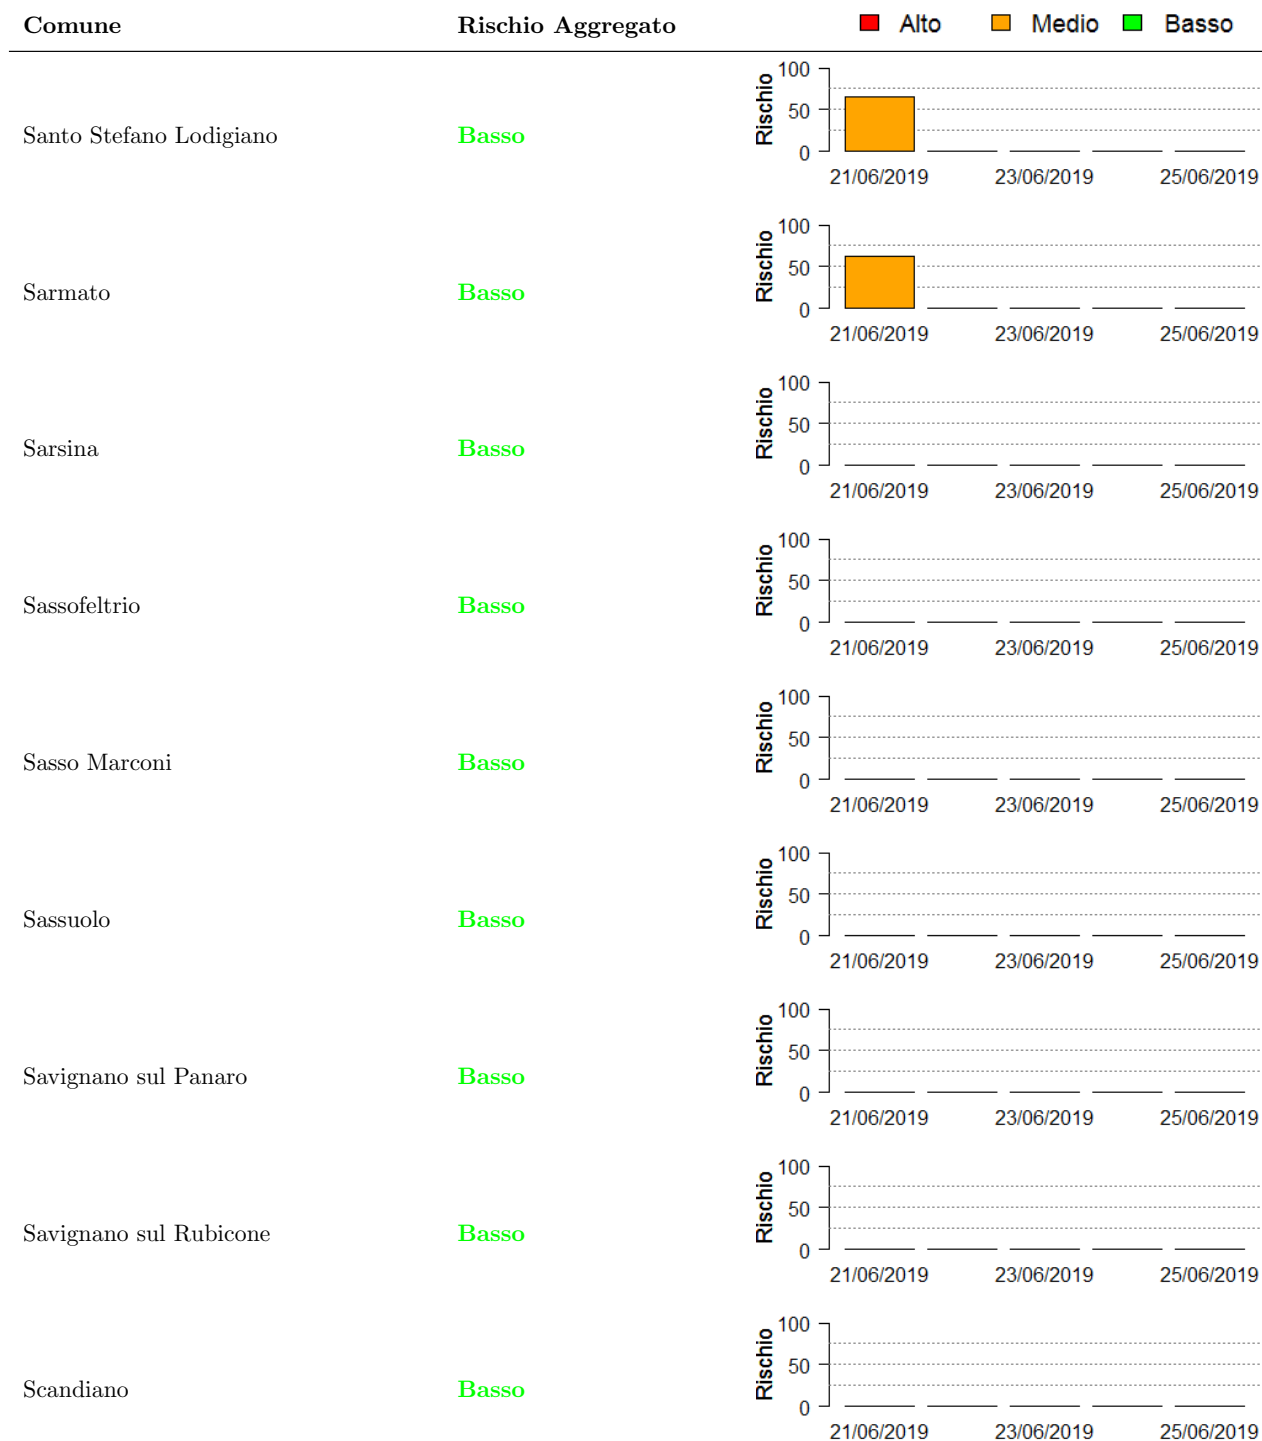 Comune Rischio Aggregato Alto Medio Basso
100
50
0
Rischio
Santo Stefano Lodigiano Basso
21/06/2019 23/06/2019 25/06/2019
100
50
0
Rischio
Sarmato Basso
21/06/2019 23/06/2019 25/06/2019
100
50
0
Rischio
Sarsina Basso
21/06/2019 23/06/2019 25/06/2019
100
50
0
Rischio
Sassofeltrio Basso
21/06/2019 23/06/2019 25/06/2019
100
50
0
Rischio
Sasso Marconi Basso
21/06/2019 23/06/2019 25/06/2019
100
50
0
Rischio
Sassuolo Basso
21/06/2019 23/06/2019 25/06/2019
100
50
0
Rischio
Savignano sul Panaro Basso
21/06/2019 23/06/2019 25/06/2019
100
50
0
Rischio
Savignano sul Rubicone Basso
21/06/2019 23/06/2019 25/06/2019
100
50
0
Rischio
Scandiano Basso
21/06/2019 23/06/2019 25/06/2019